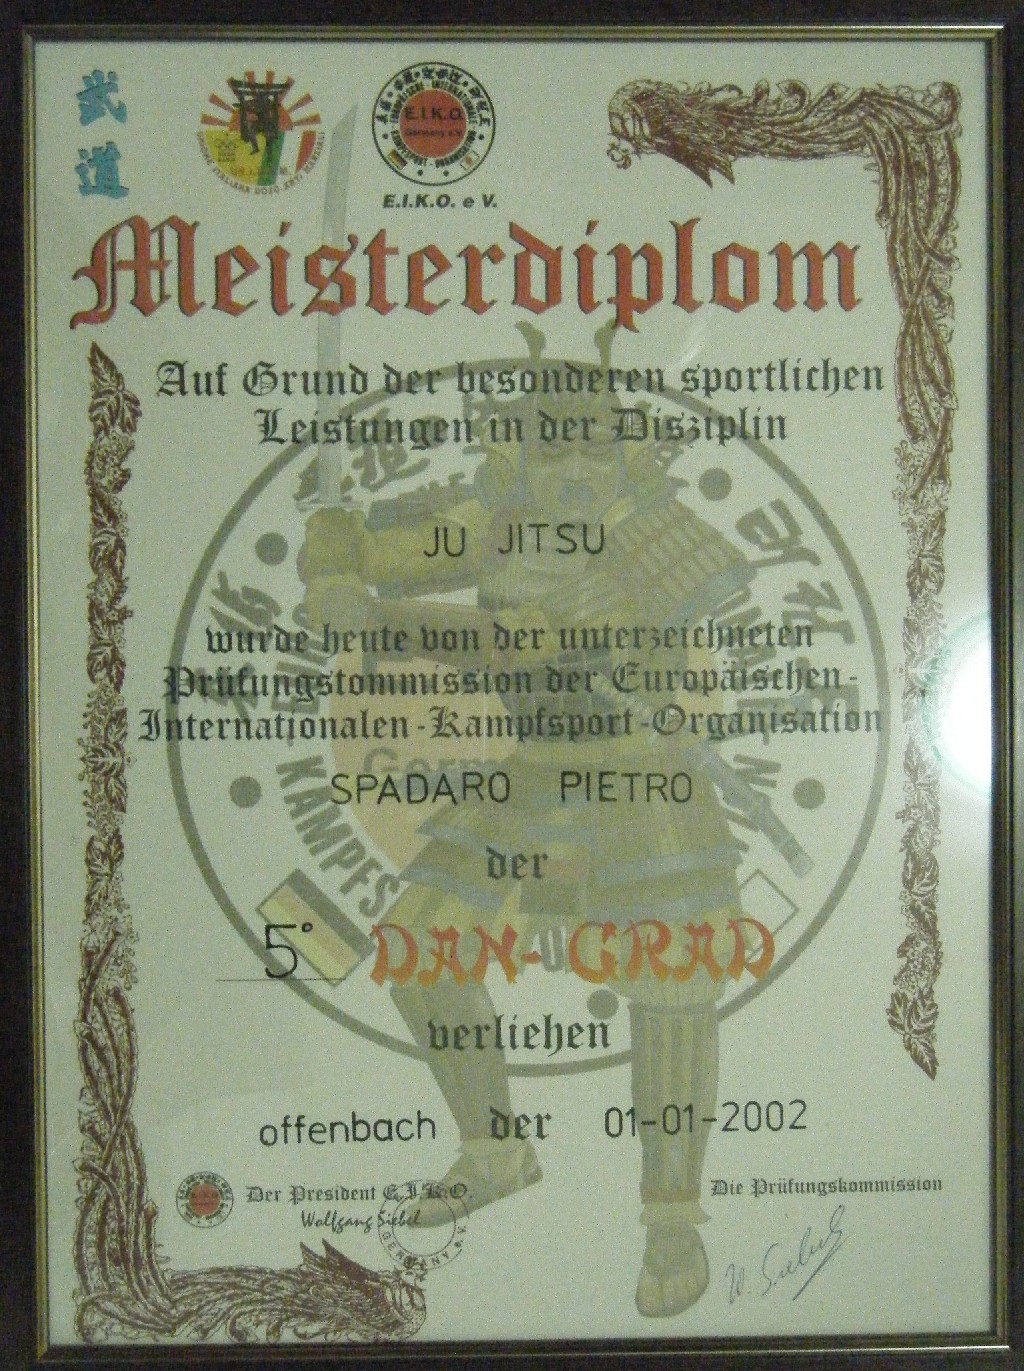 武
道
E.I.K.O.
Germany e.V.
E.I.K.O. e V.
Meisterdiplom
Auf Grund der besonderen sportlichen
Leistungen in der Disziplin
JU JITSU
wurde heute von der unterzeichneten
Prüfungskommission der Europäischen-
Internationalen-Kampfsport-Organisation
SPADARO PIETRO
der
5° DAN-GRAD
verliehen
offenbach der 01-01-2002
Der President E.I.K.O.
Wolfgang Siebel
Die Prüfungskommission
W. Siebel